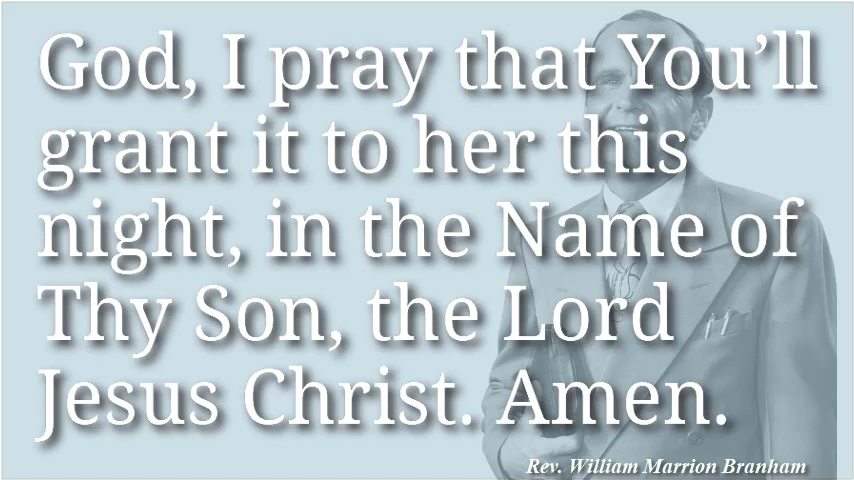 God, I pray that You’ll
grant it to her this
night, in the Name of
Thy Son, the Lord
Jesus Christ. Amen.
Rev. William Marrion Branham